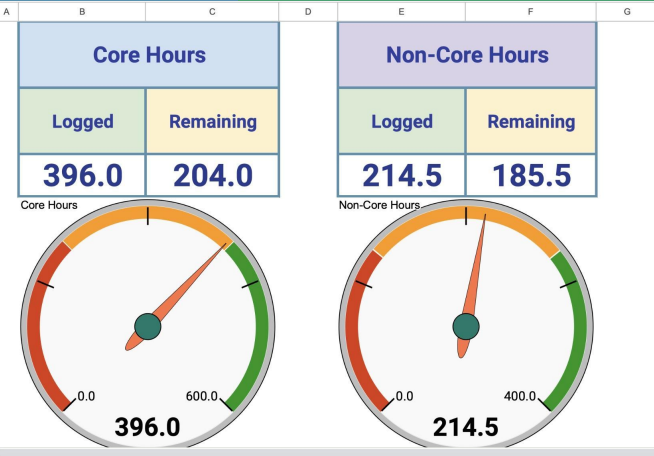 A B C D E F G
Core Hours Non-Core Hours
Logged Remaining Logged Remaining
396.0 204.0 214.5 185.5
Core Hours Non-Core Hours
0.0 600.0 0.0 400.0
396.0 214.5